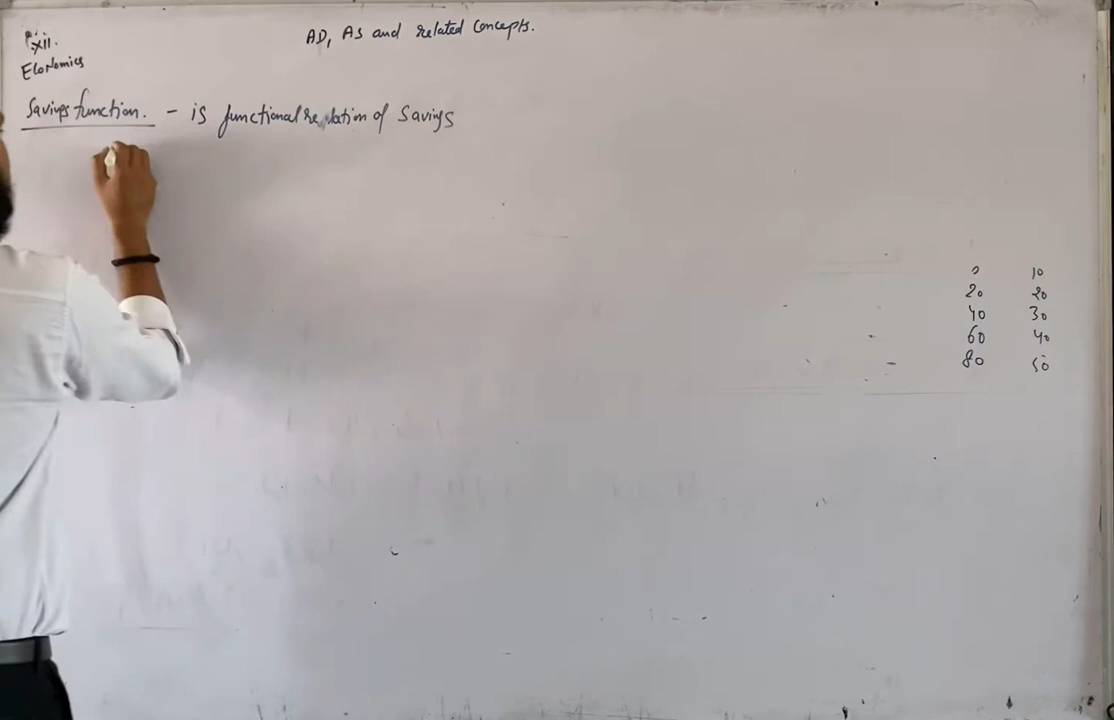 xii.
Economics
AD, AS and related Concepts.
Savings function. - is functional relation of Savings
0 10
20 20
40 30
60 40
80 50